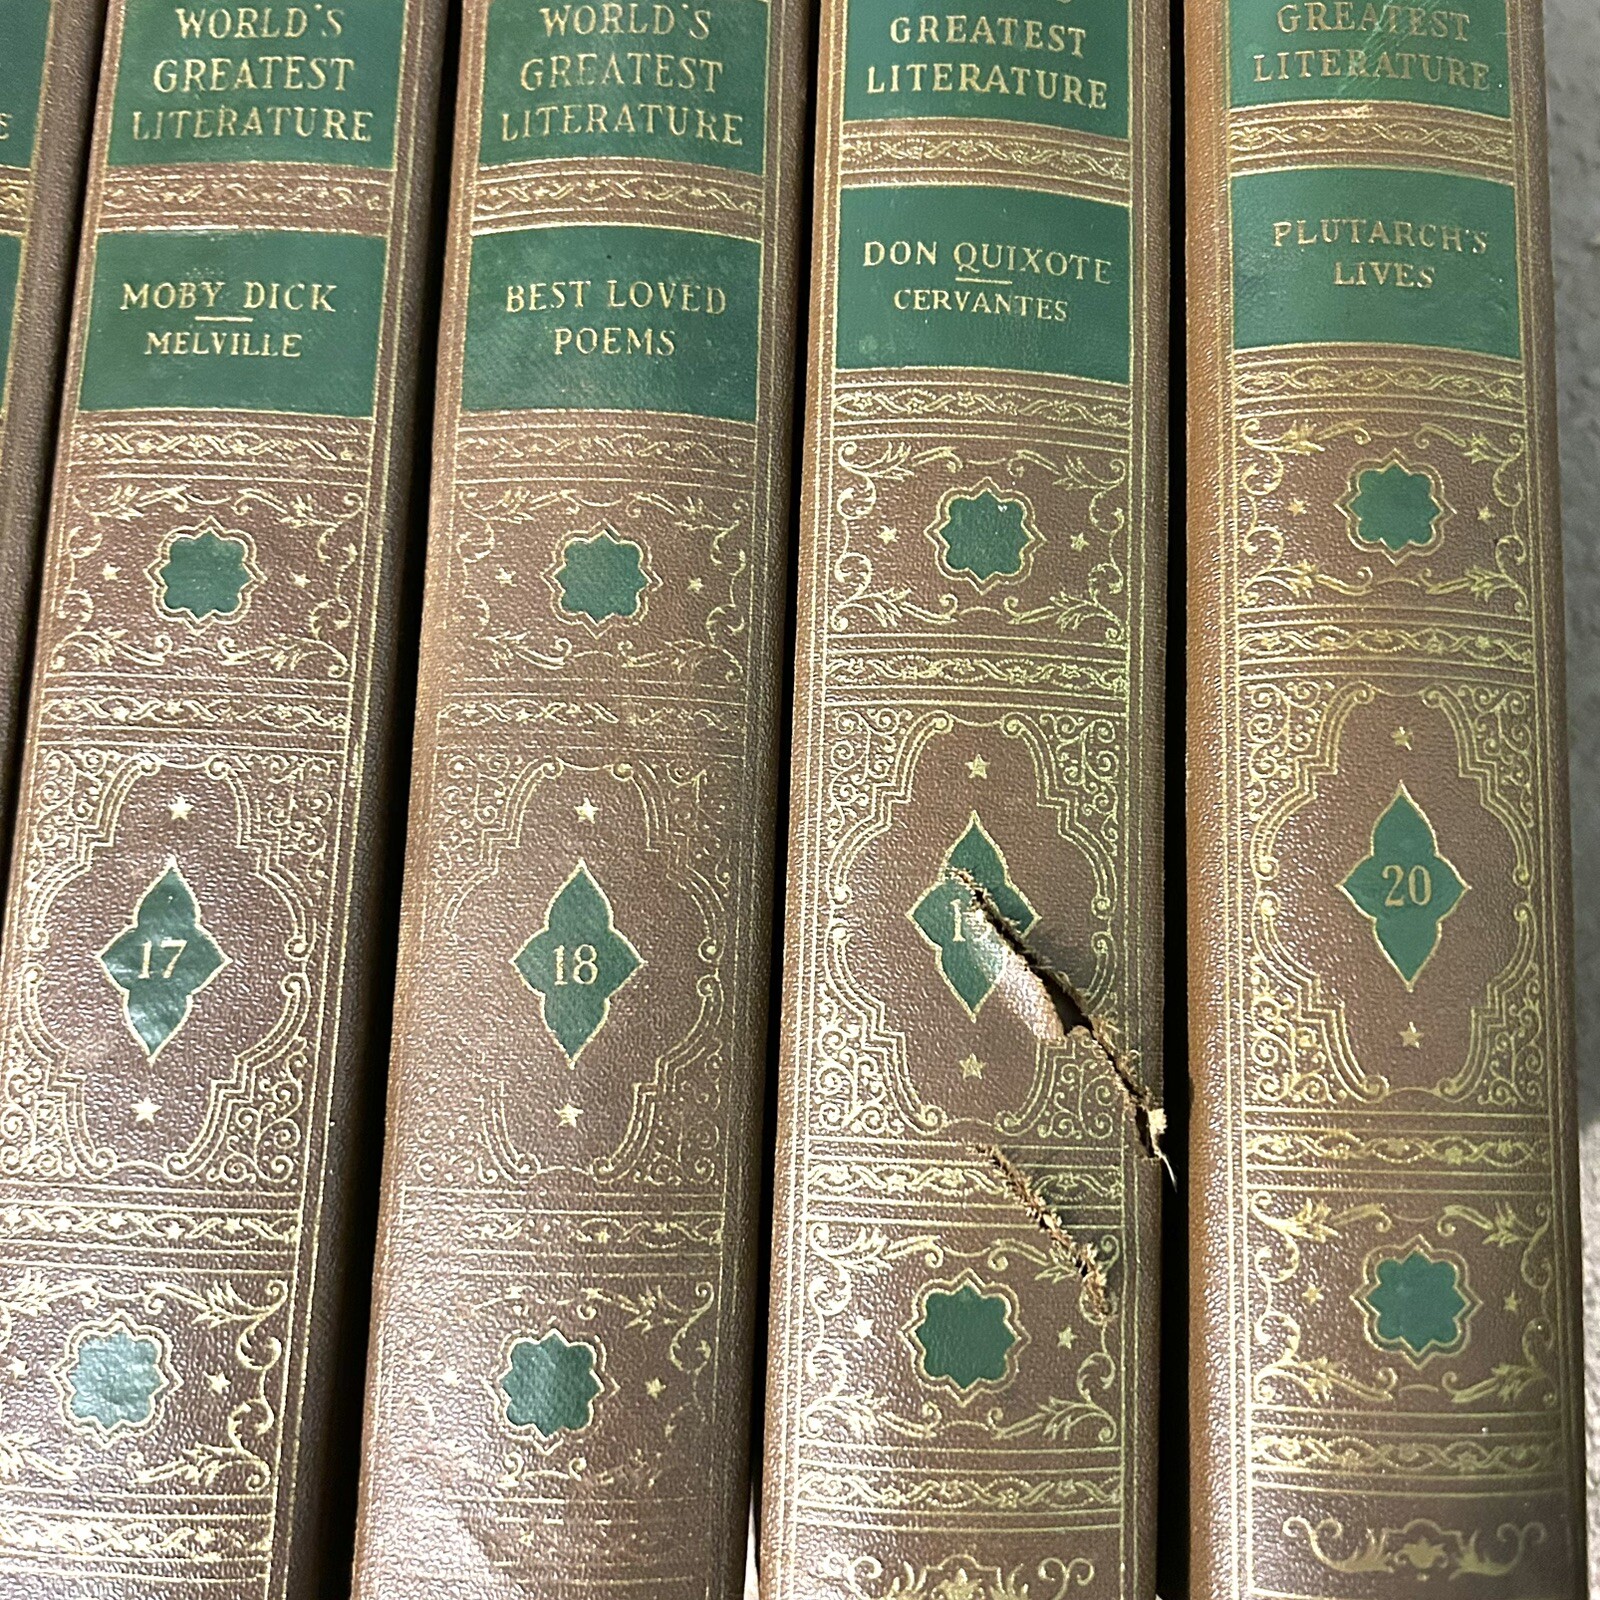 WORLD'S
GREATEST
LITERATURE
MOBY DICK
MELVILLE
17
WORLD'S
GREATEST
LITERATURE
BEST LOVED
POEMS
18
GREATEST
LITERATURE
DON QUIXOTE
CERVANTES
1
GREATEST
LITERATURE
PLUTARCH'S
LIVES
20